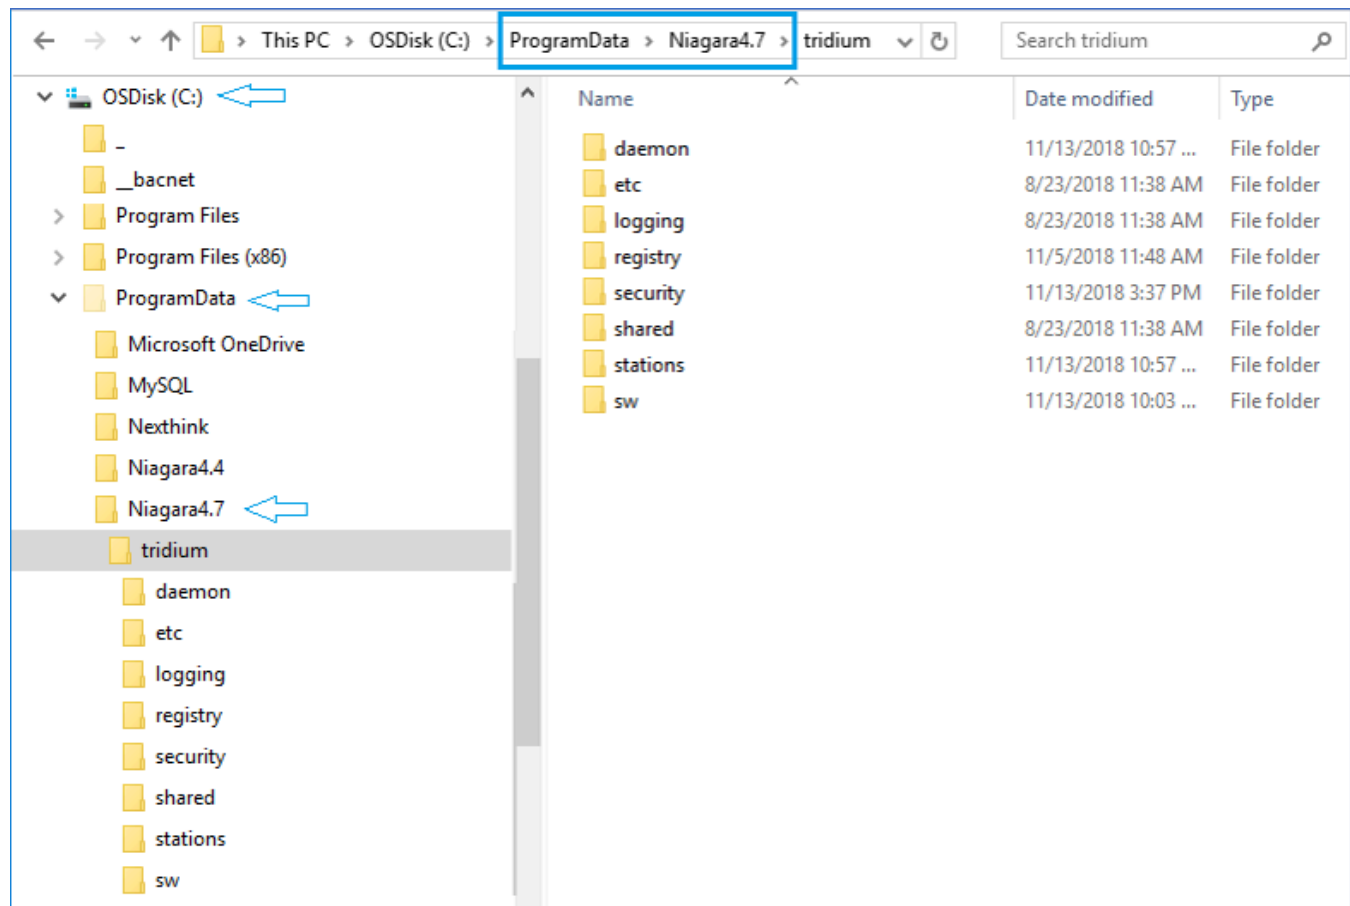 This PC > OSDisk (C:) > ProgramData > Niagara4.7 > tridium
Search tridium
OSDisk (C:)
_
__bacnet
Program Files
Program Files (x86)
ProgramData
Microsoft OneDrive
MySQL
Nexthink
Niagara4.4
Niagara4.7
tridium
daemon
etc
logging
registry
security
shared
stations
sw
Name Date modified Type
daemon 11/13/2018 10:57 ... File folder
etc 8/23/2018 11:38 AM File folder
logging 8/23/2018 11:38 AM File folder
registry 11/5/2018 11:48 AM File folder
security 11/13/2018 3:37 PM File folder
shared 8/23/2018 11:38 AM File folder
stations 11/13/2018 10:57 ... File folder
sw 11/13/2018 10:03 ... File folder